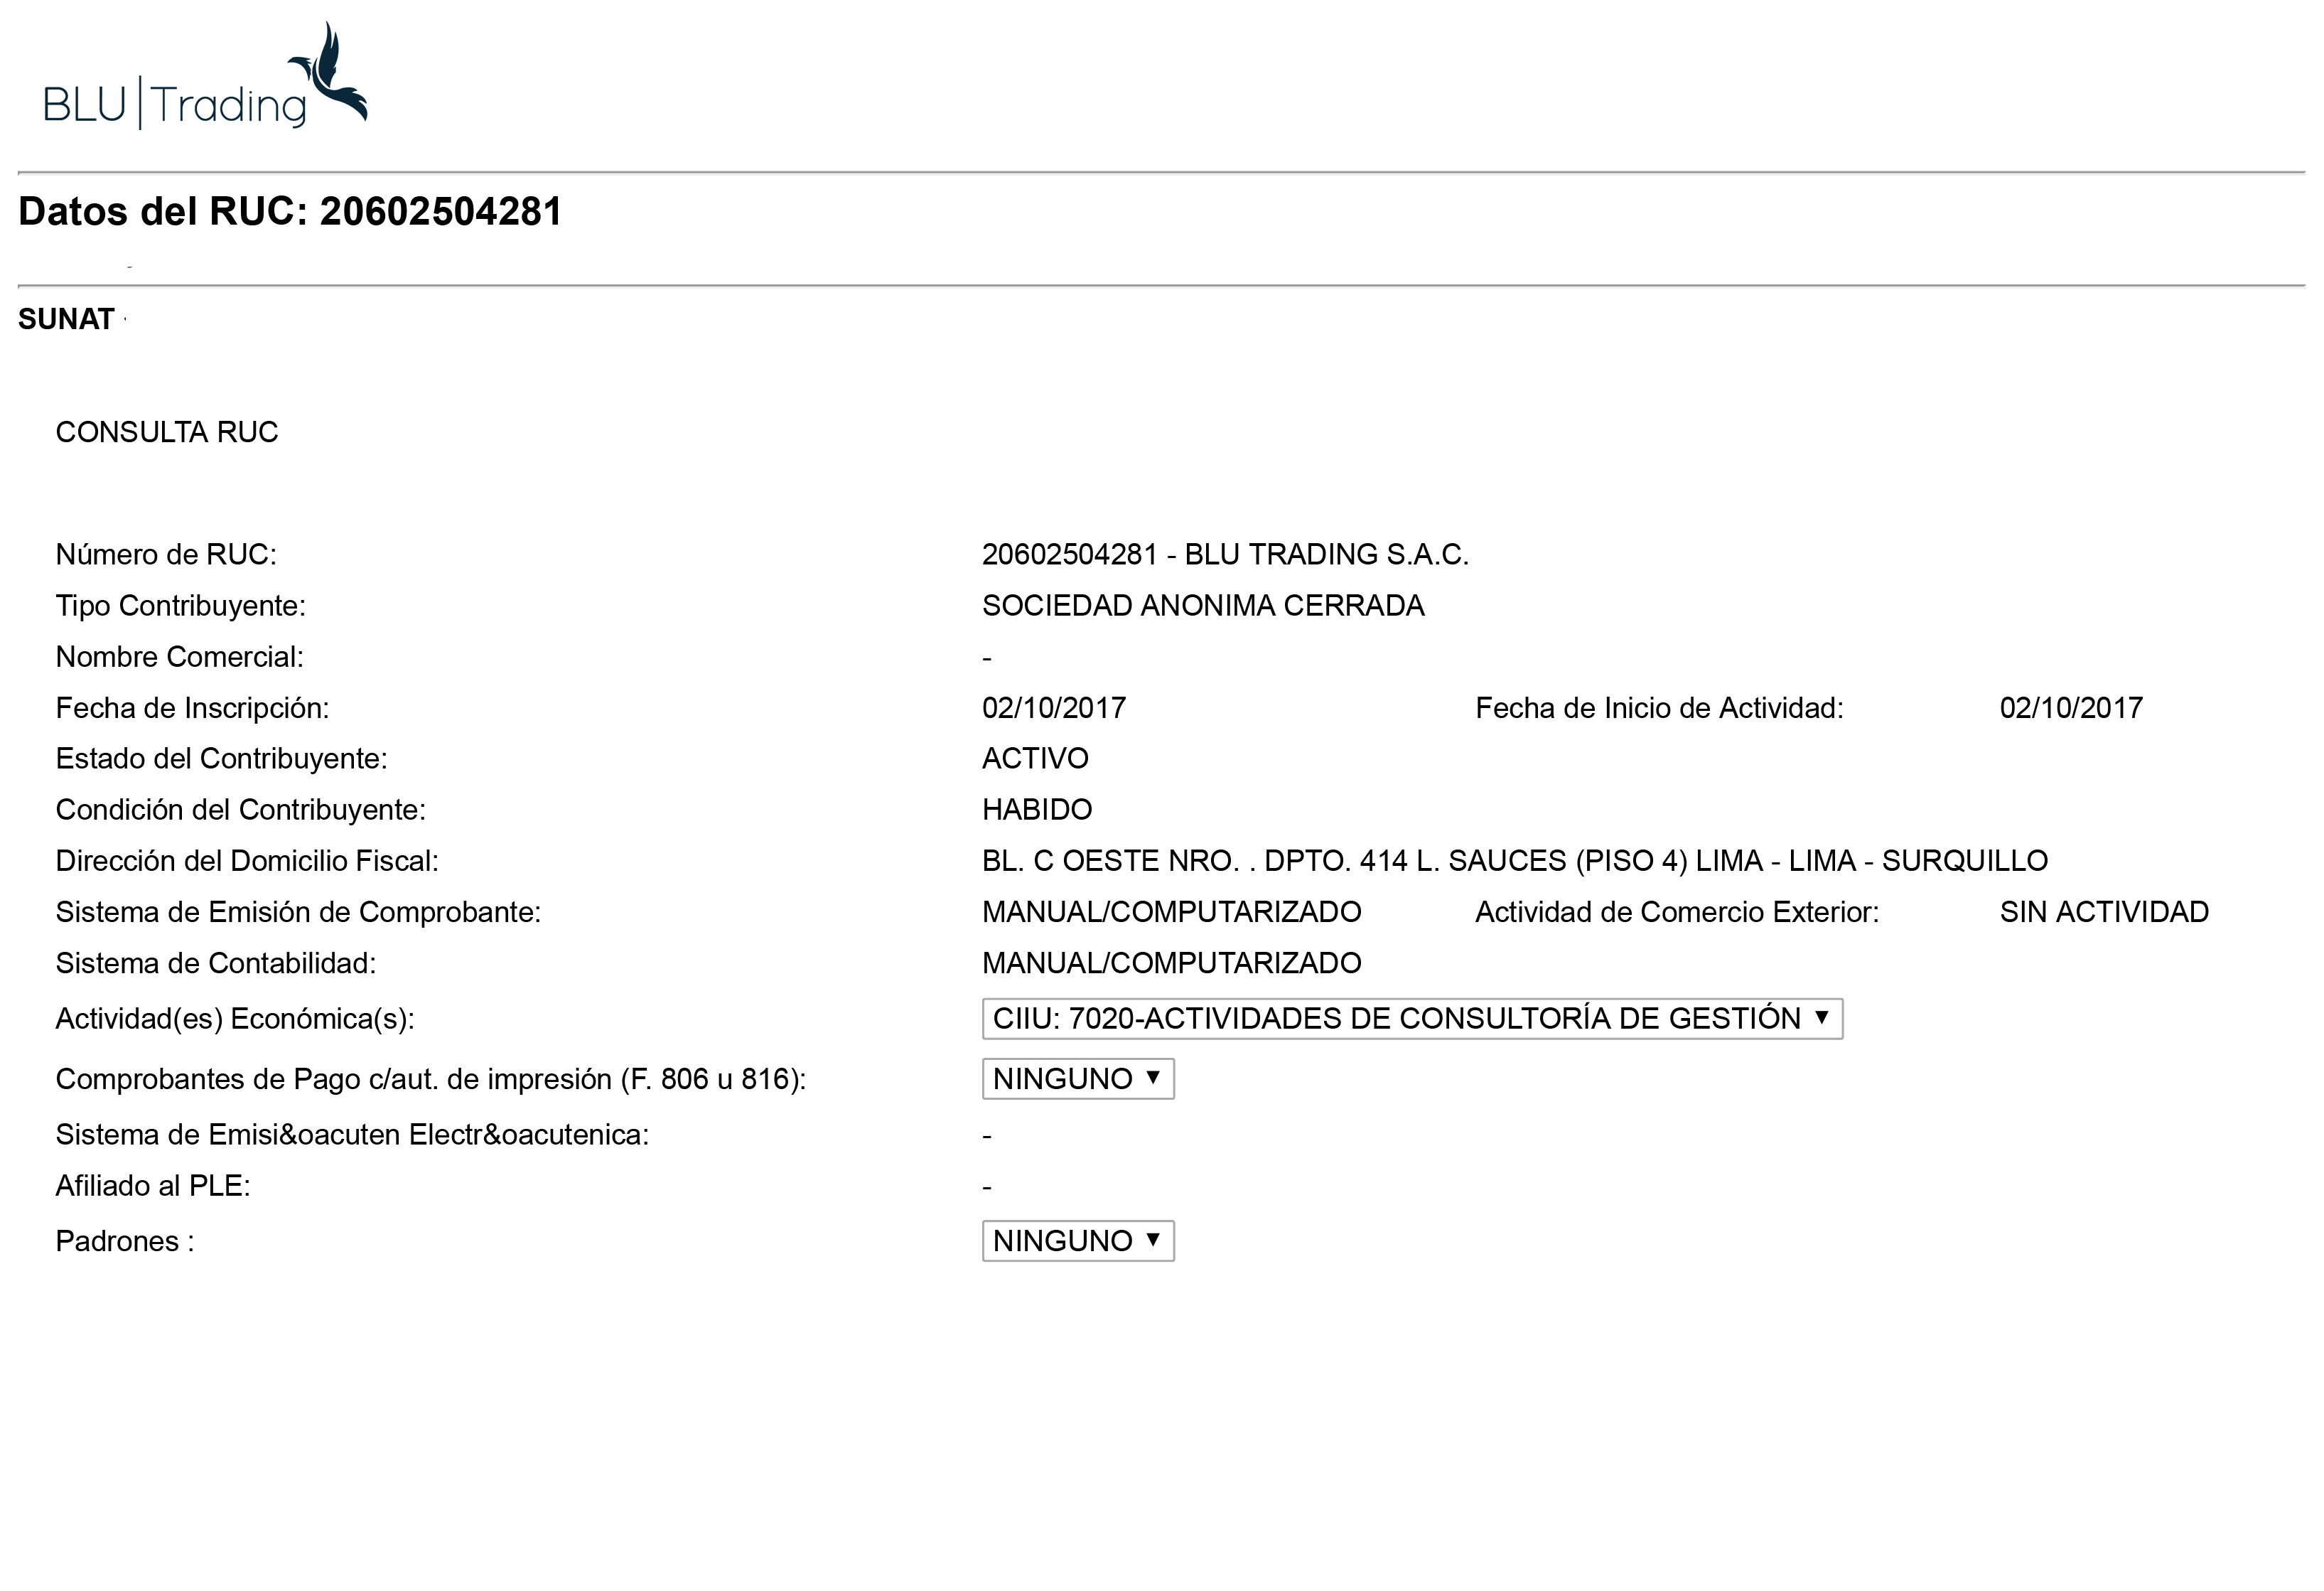 BLU | Trading
Datos del RUC: 20602504281
-
SUNAT
CONSULTA RUC
Número de RUC: 20602504281 - BLU TRADING S.A.C.
Tipo Contribuyente: SOCIEDAD ANONIMA CERRADA
Nombre Comercial: -
Fecha de Inscripción: 02/10/2017 Fecha de Inicio de Actividad: 02/10/2017
Estado del Contribuyente: ACTIVO
Condición del Contribuyente: HABIDO
Dirección del Domicilio Fiscal: BL. C OESTE NRO. . DPTO. 414 L. SAUCES (PISO 4) LIMA - LIMA - SURQUILLO
Sistema de Emisión de Comprobante: MANUAL/COMPUTARIZADO Actividad de Comercio Exterior: SIN ACTIVIDAD
Sistema de Contabilidad: MANUAL/COMPUTARIZADO
Actividad(es) Económica(s): CIIU: 7020-ACTIVIDADES DE CONSULTORÍA DE GESTIÓN ▼
Comprobantes de Pago c/aut. de impresión (F. 806 u 816): NINGUNO ▼
Sistema de Emisi&oacuten Electr&oacutenica: -
Afiliado al PLE: -
Padrones : NINGUNO ▼